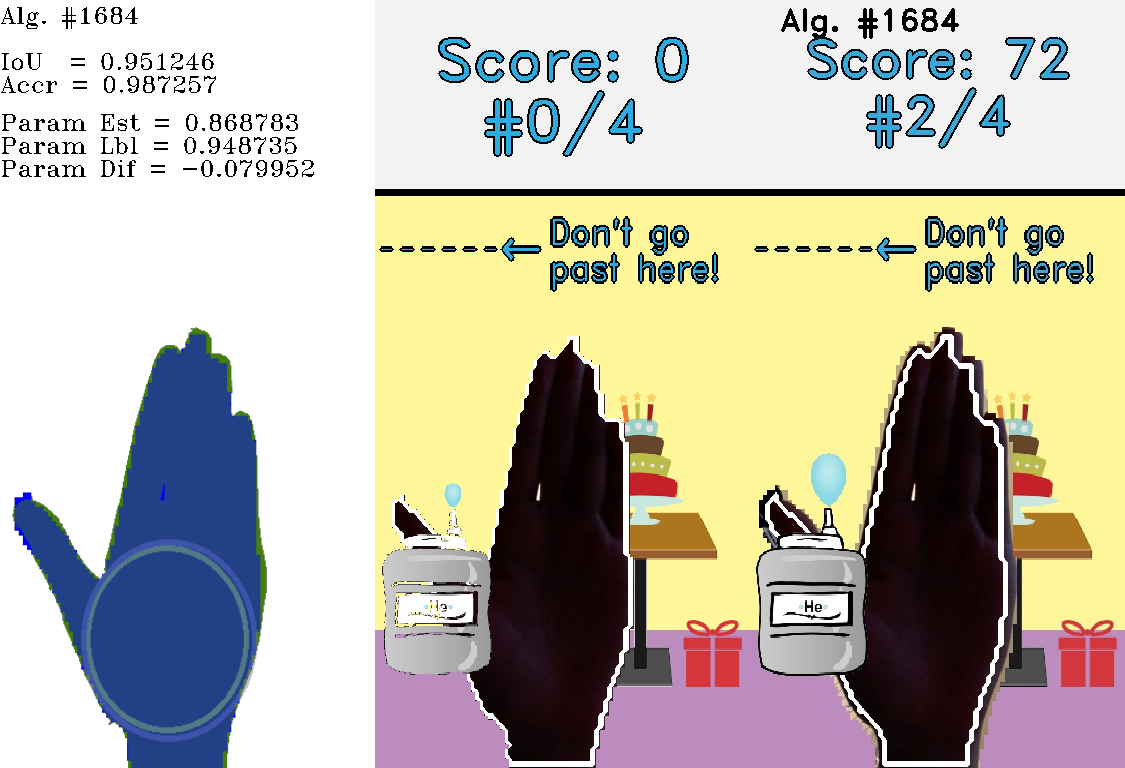 Alg. #1684
IoU = 0.951246
Accr = 0.987257
Param Est = 0.868783
Param Lbl = 0.948735
Param Dif = −0.079952
Score: 0
#0/4
Don't go
past here!
He
Alg. #1684
Score: 72
#2/4
Don't go
past here!
He